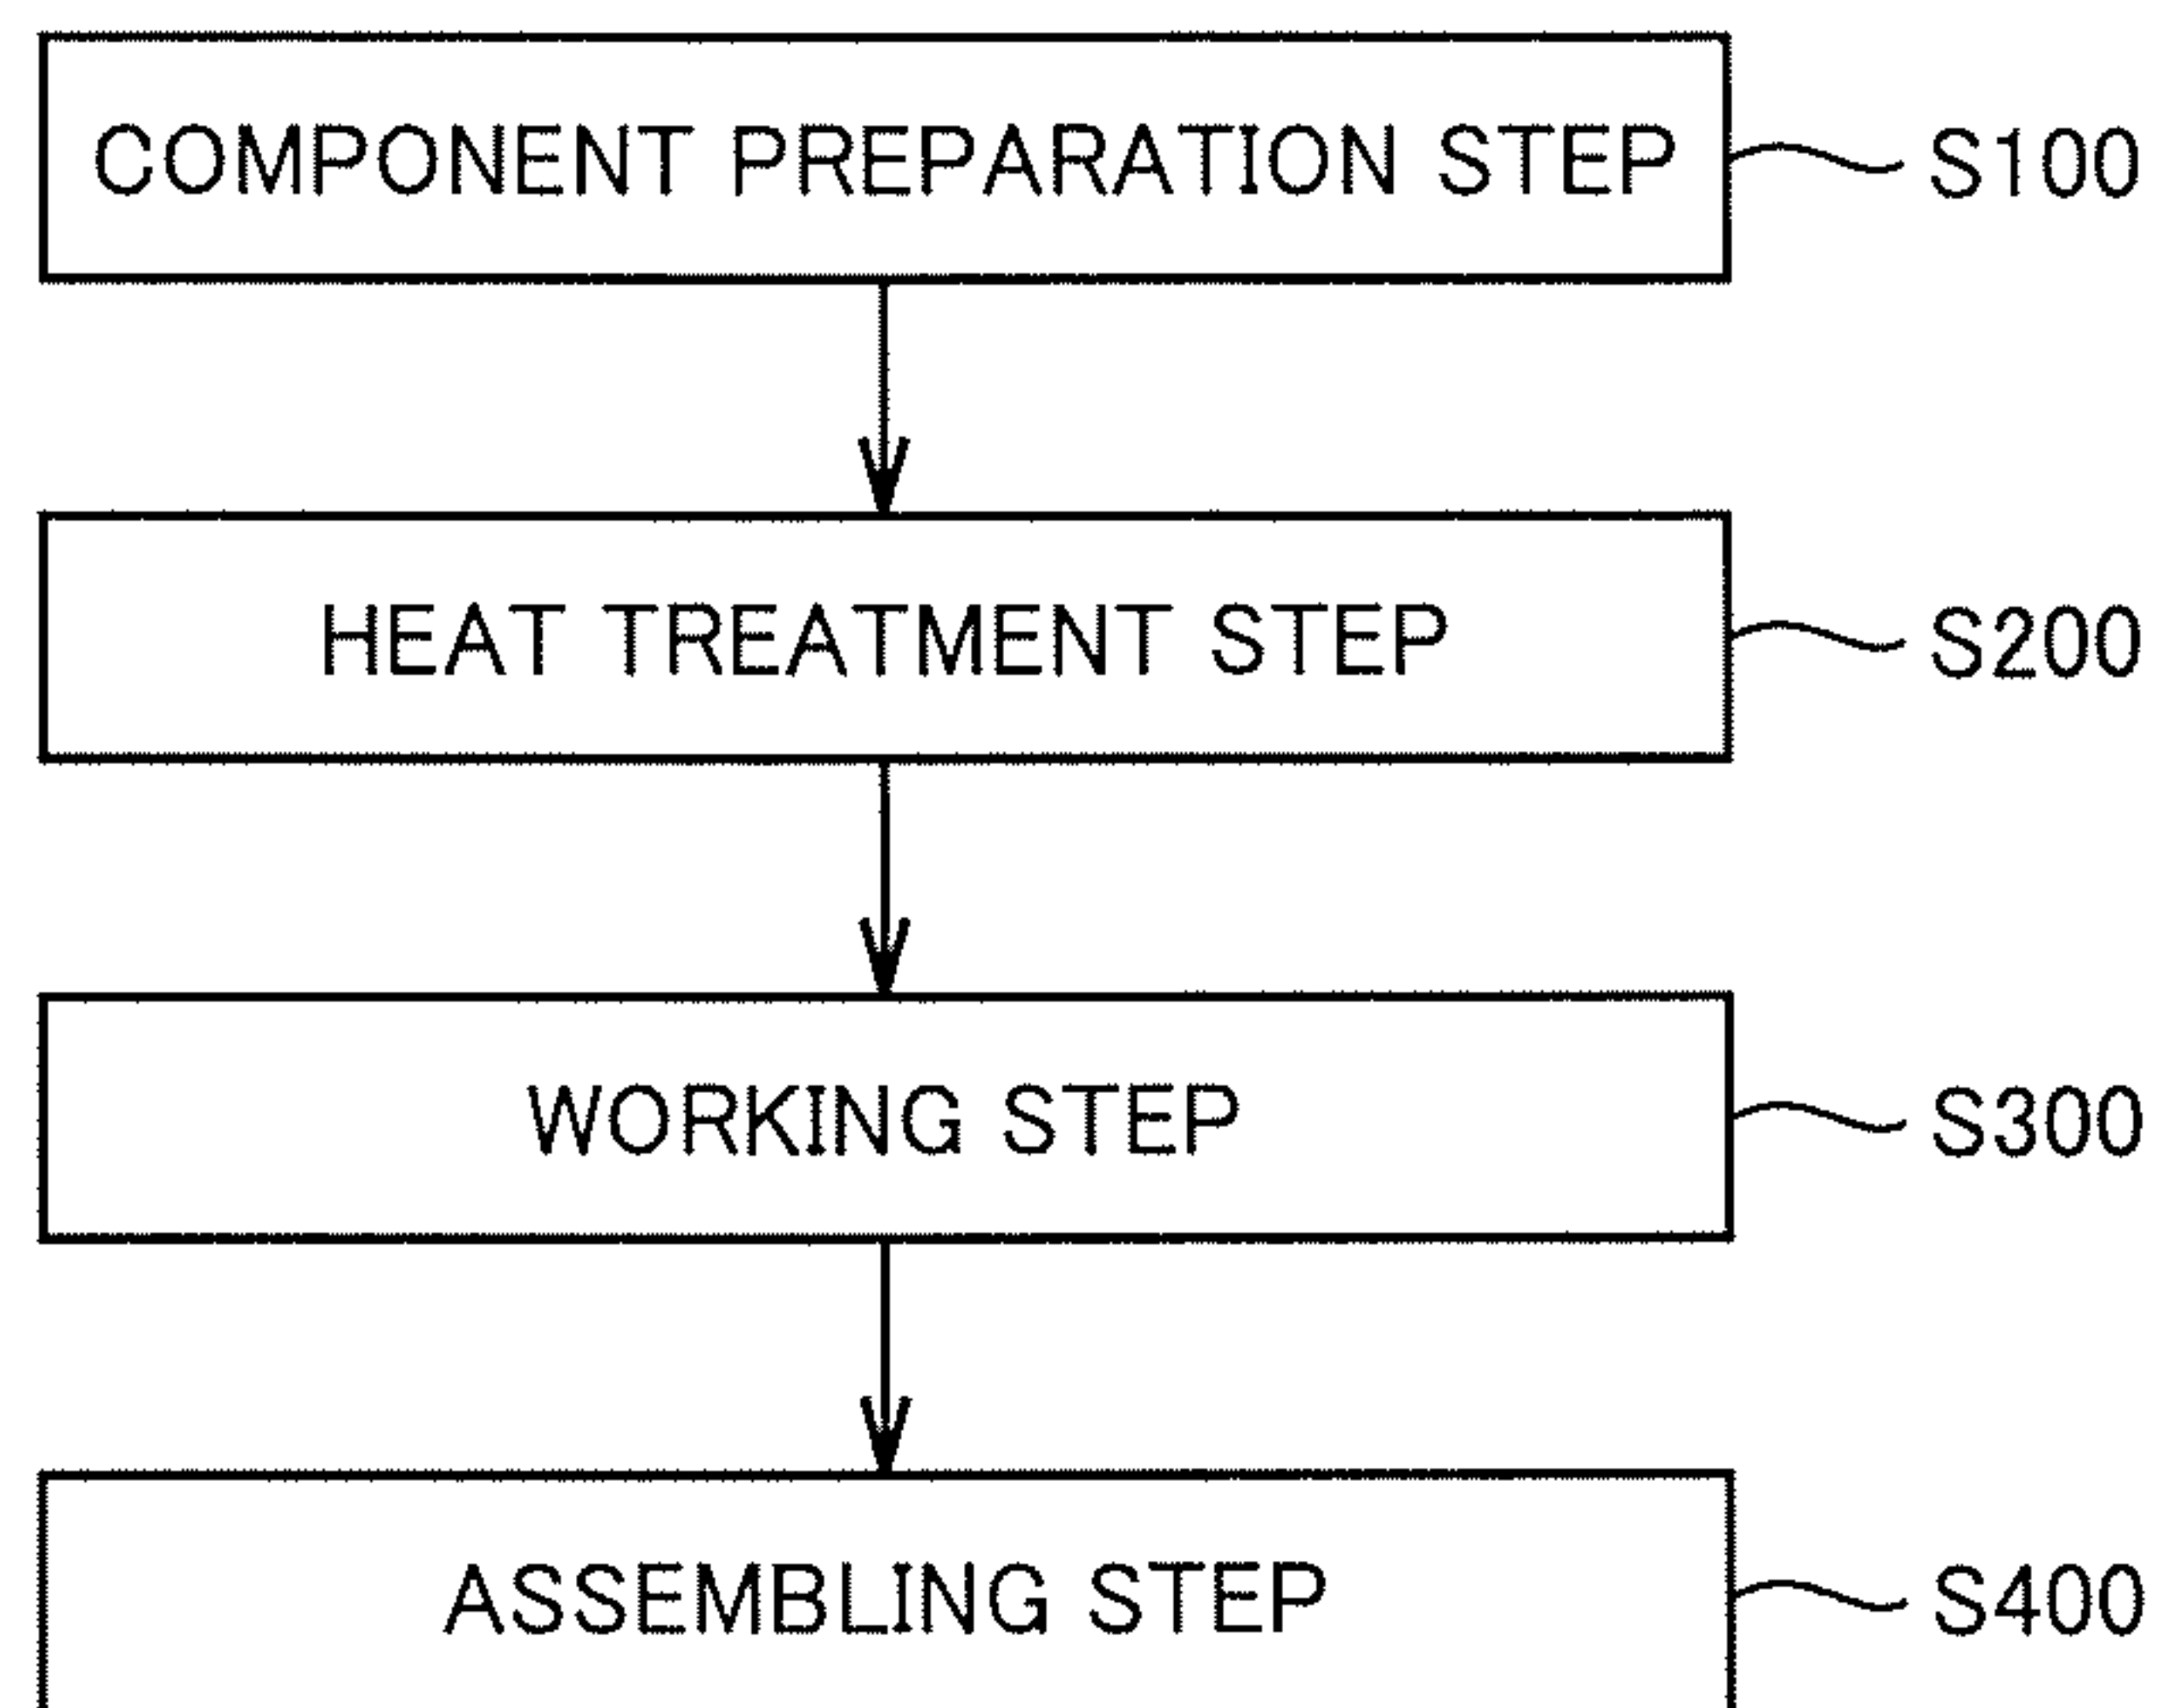 COMPONENT PREPARATION STEP S100
HEAT TREATMENT STEP S200
WORKING STEP S300
ASSEMBLING STEP S400